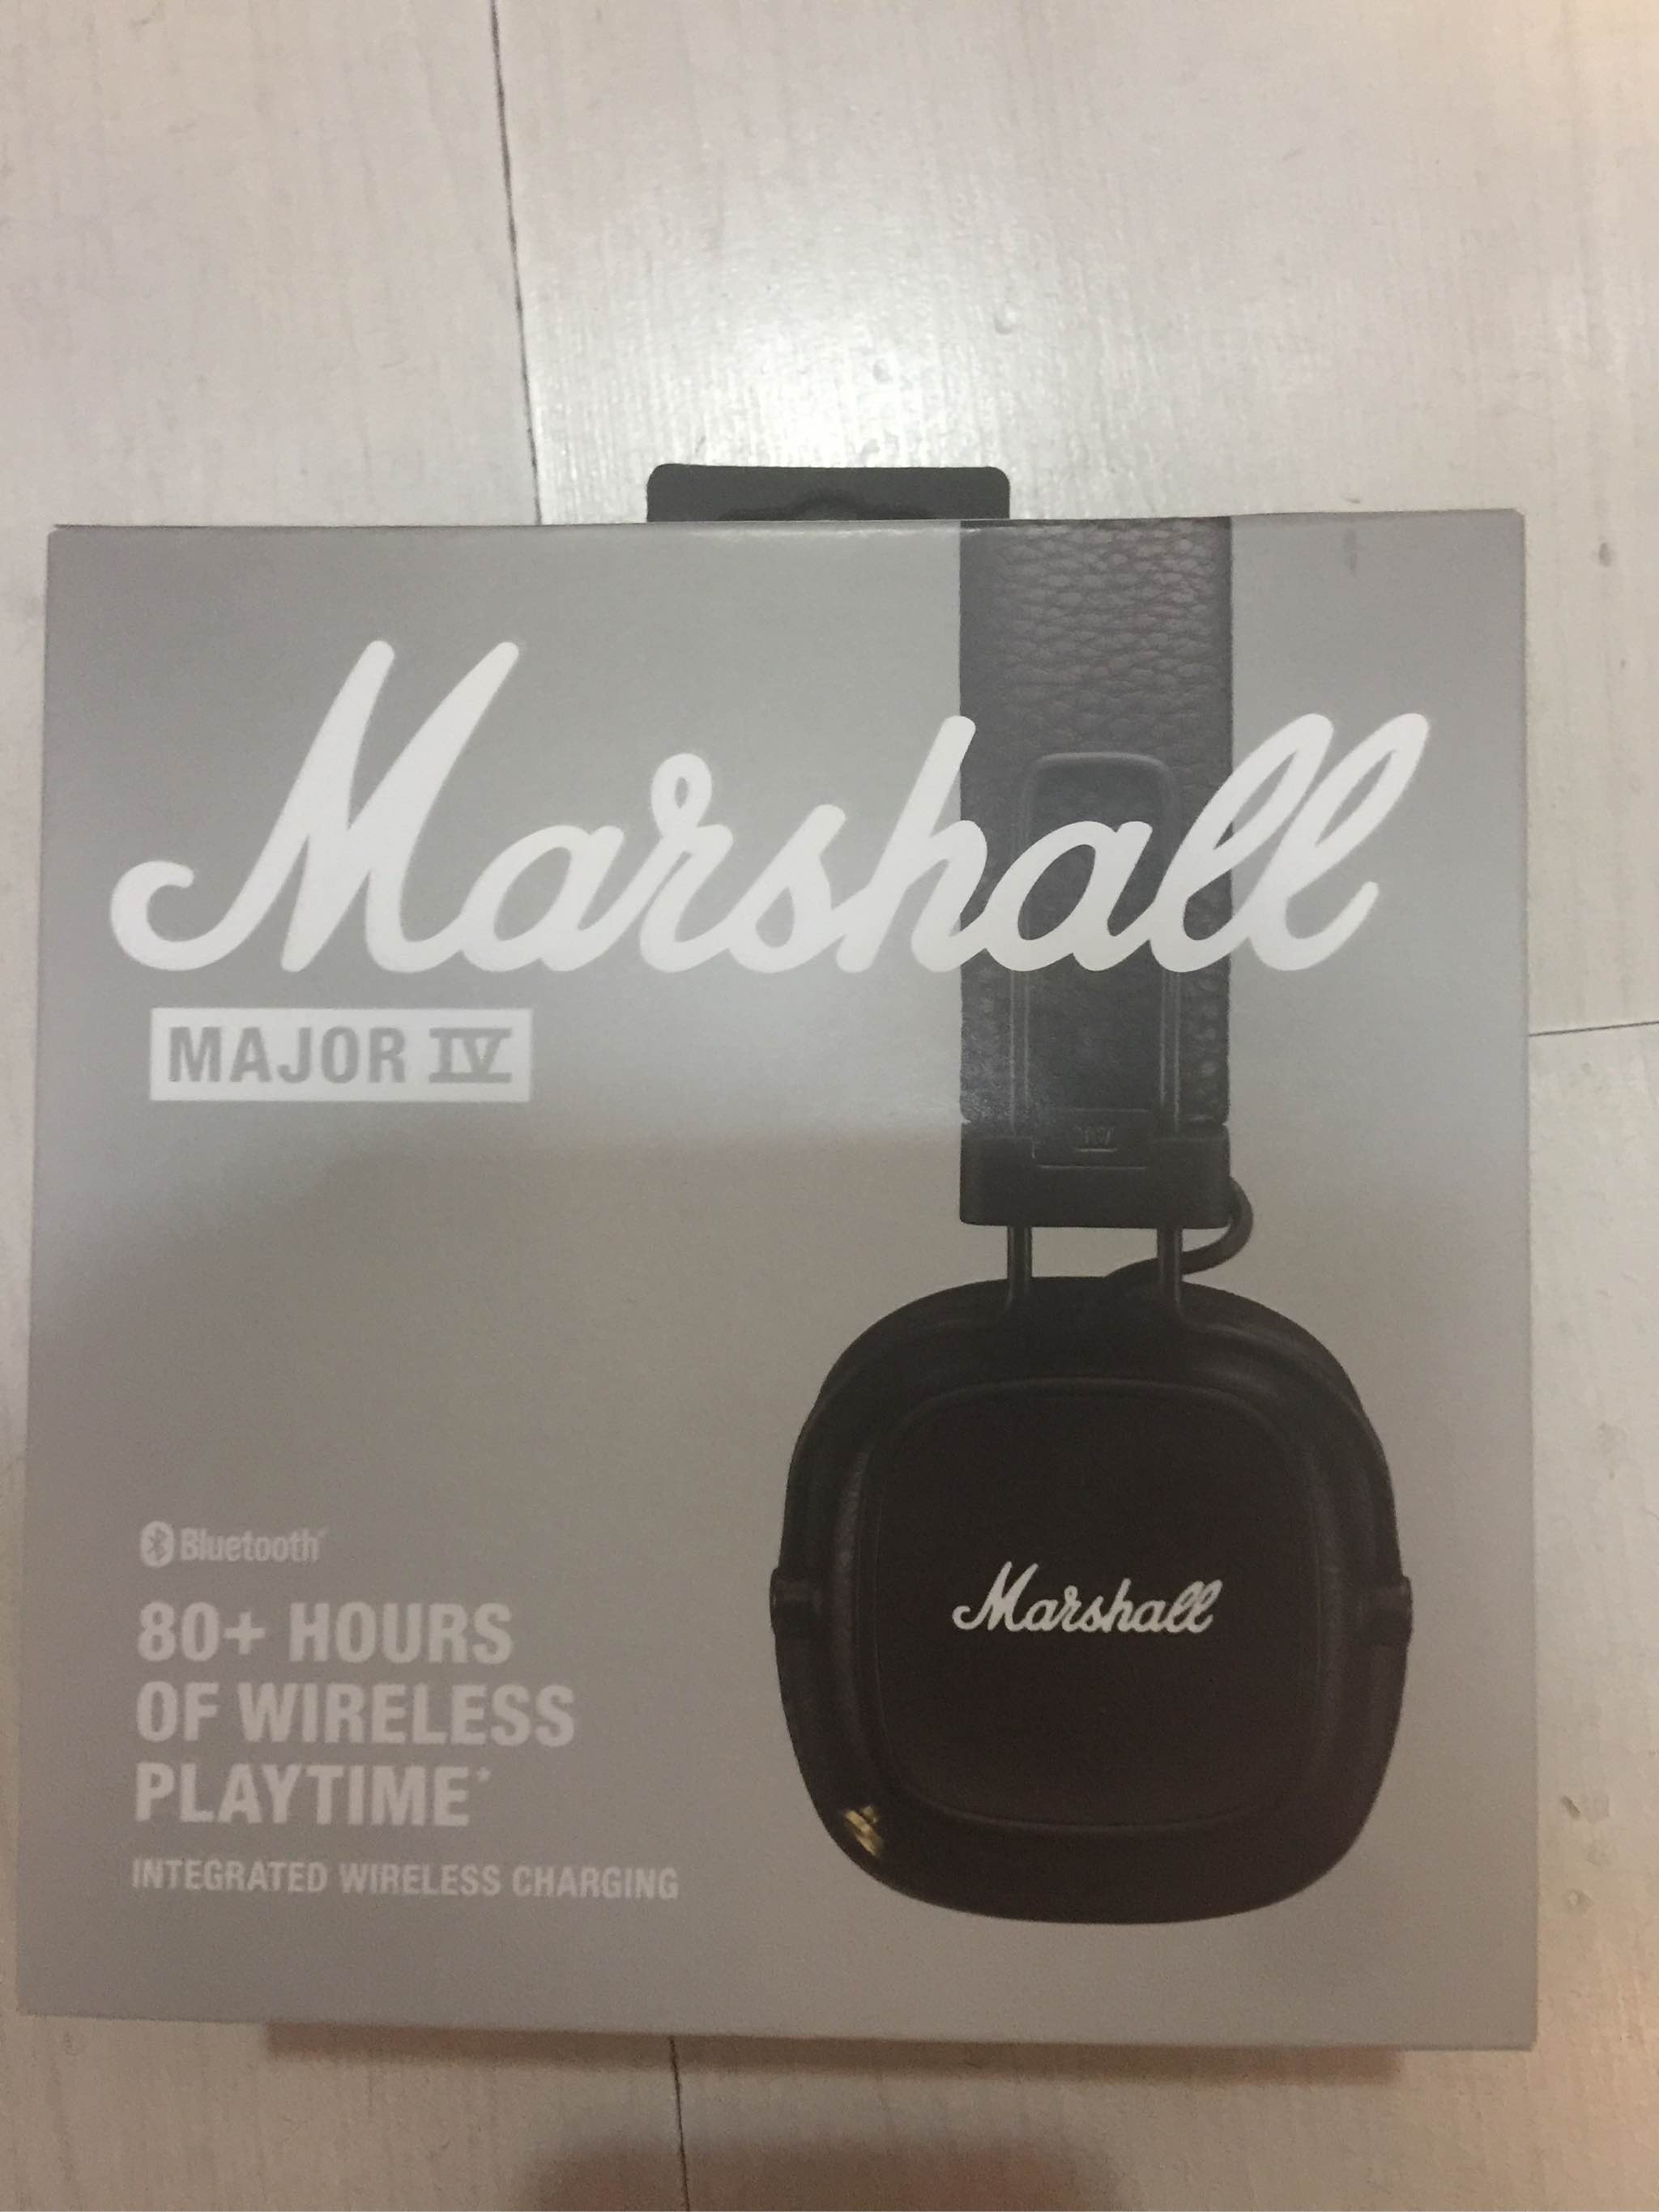 Marshall
MAJOR IV
Bluetooth®
80+ HOURS
OF WIRELESS
PLAYTIME*
INTEGRATED WIRELESS CHARGING
Marshall